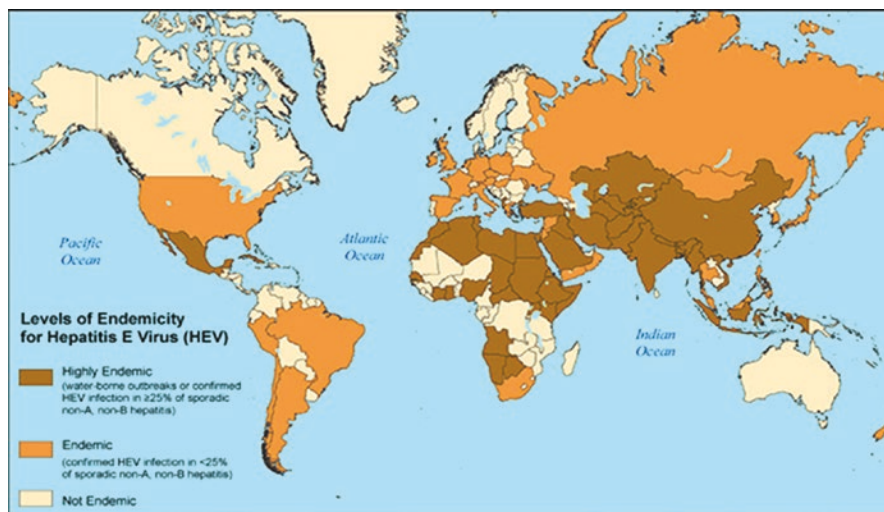 Pacific
Ocean
Atlantic
Ocean
Indian
Ocean
Levels of Endemicity
for Hepatitis E Virus (HEV)
Highly Endemic
(water-borne outbreaks or confirmed
HEV infection in ≥25% of sporadic
non-A, non-B hepatitis)
Endemic
(confirmed HEV infection in <25%
of sporadic non-A, non-B hepatitis)
Not Endemic